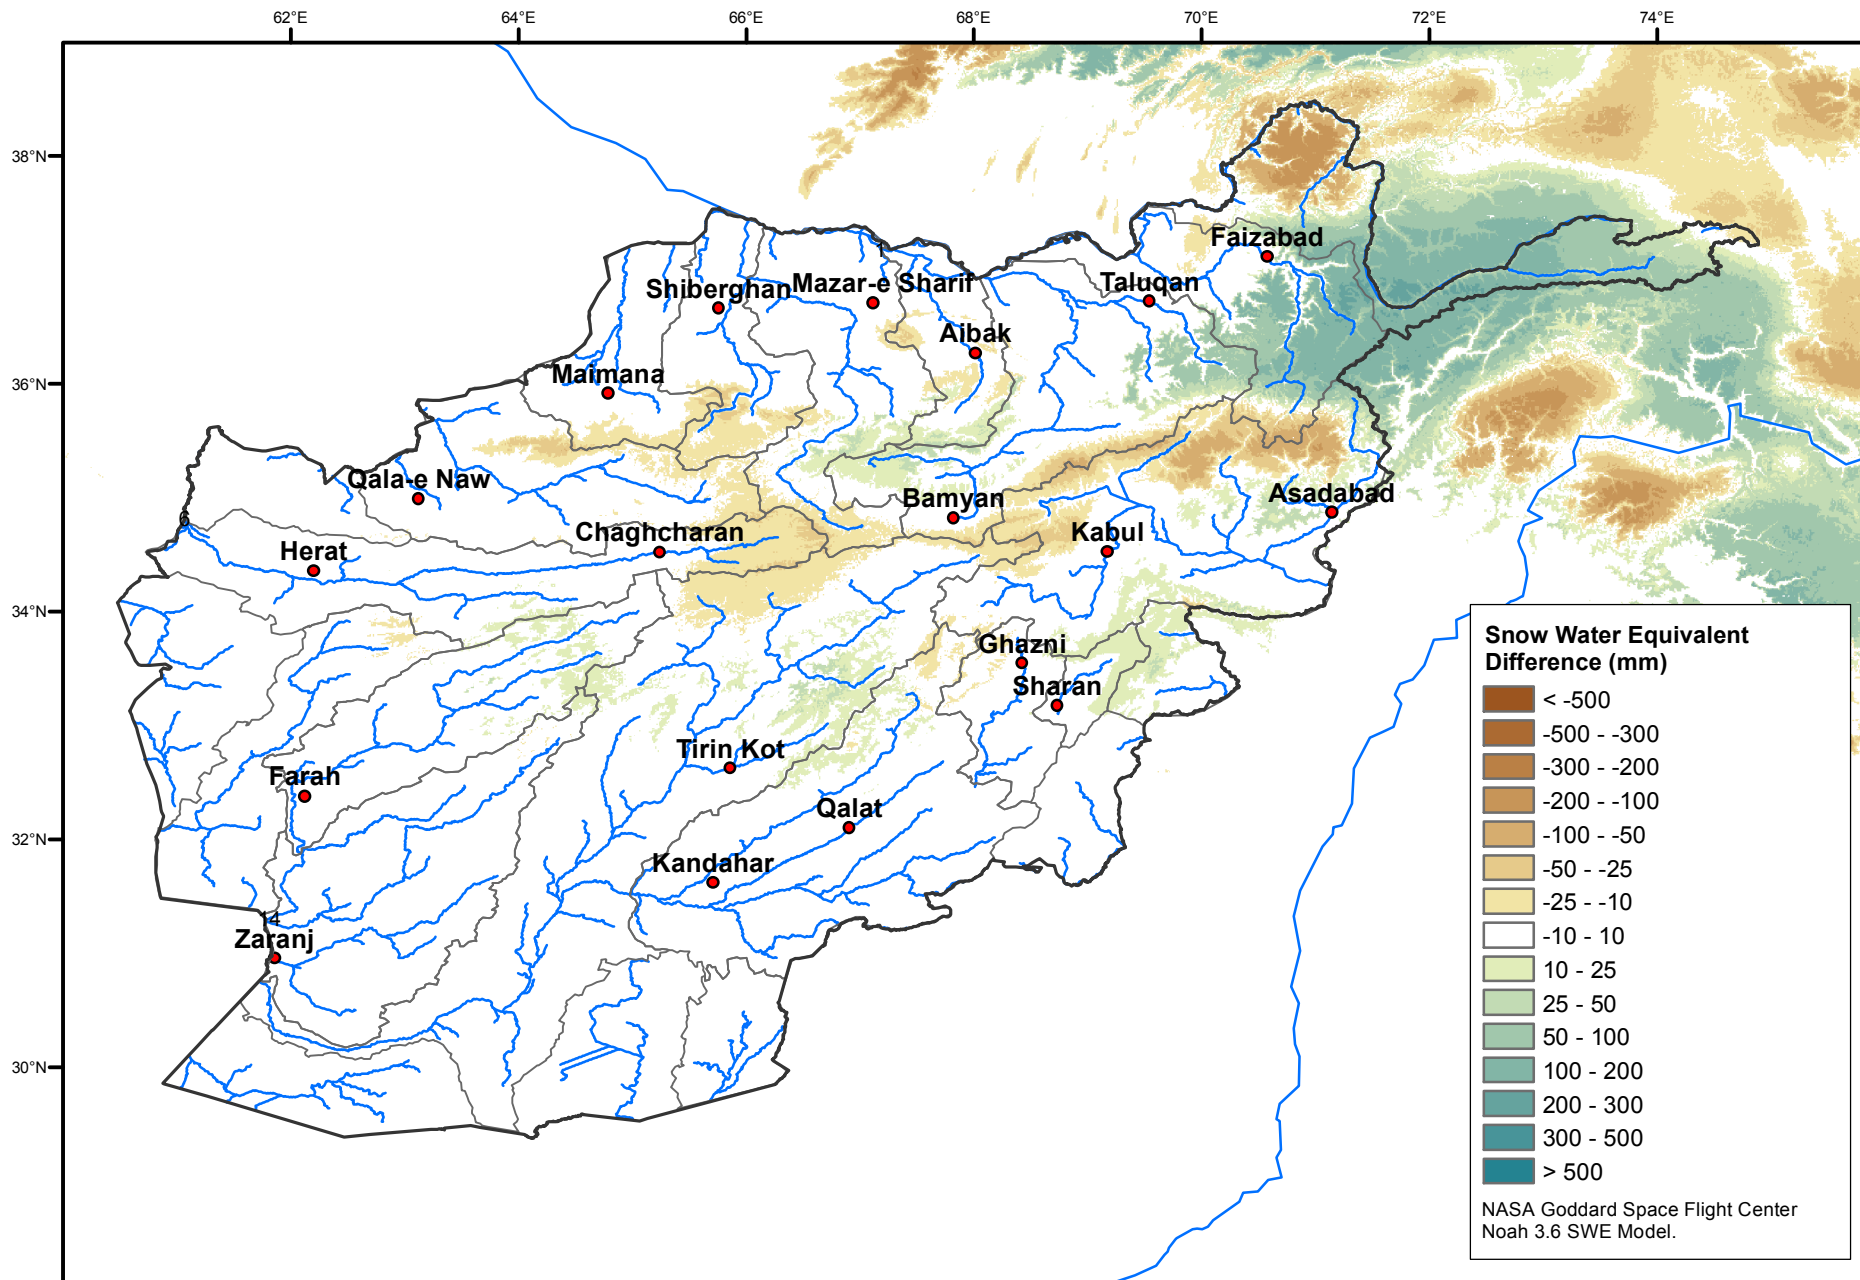 62°E 64°E 66°E 68°E 70°E 72°E 74°E
38°N
Faizabad
Shiberghan Mazar-e Sharif Taluqan
Aibak
36°N
Maimana
Qala-e Naw
Bamyan Asadabad
6
Chaghcharan Kabul
Herat
34°N
Ghazni
Sharan
Tirin Kot
Farah
Qalat
32°N
Kandahar
14
Zaranj
30°N
Snow Water Equivalent
Difference (mm)
< -500
-500 - -300
-300 - -200
-200 - -100
-100 - -50
-50 - -25
-25 - -10
-10 - 10
10 - 25
25 - 50
50 - 100
100 - 200
200 - 300
300 - 500
> 500
NASA Goddard Space Flight Center
Noah 3.6 SWE Model.